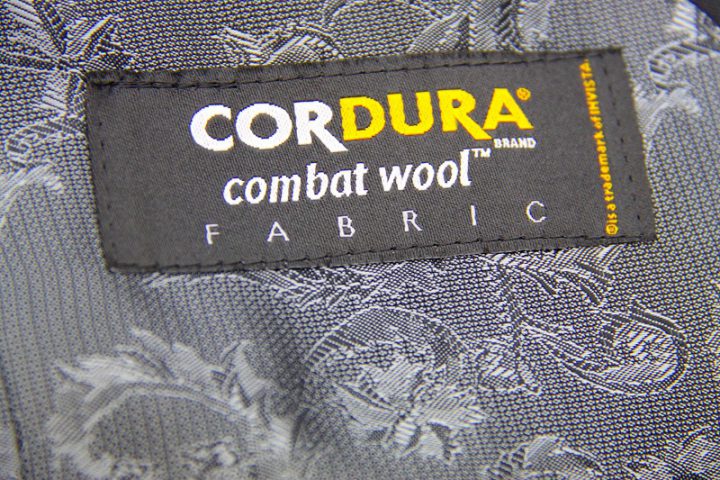 CORDURA®
BRAND
combat wool™
FABRIC
® is a trademark of INVISTA.